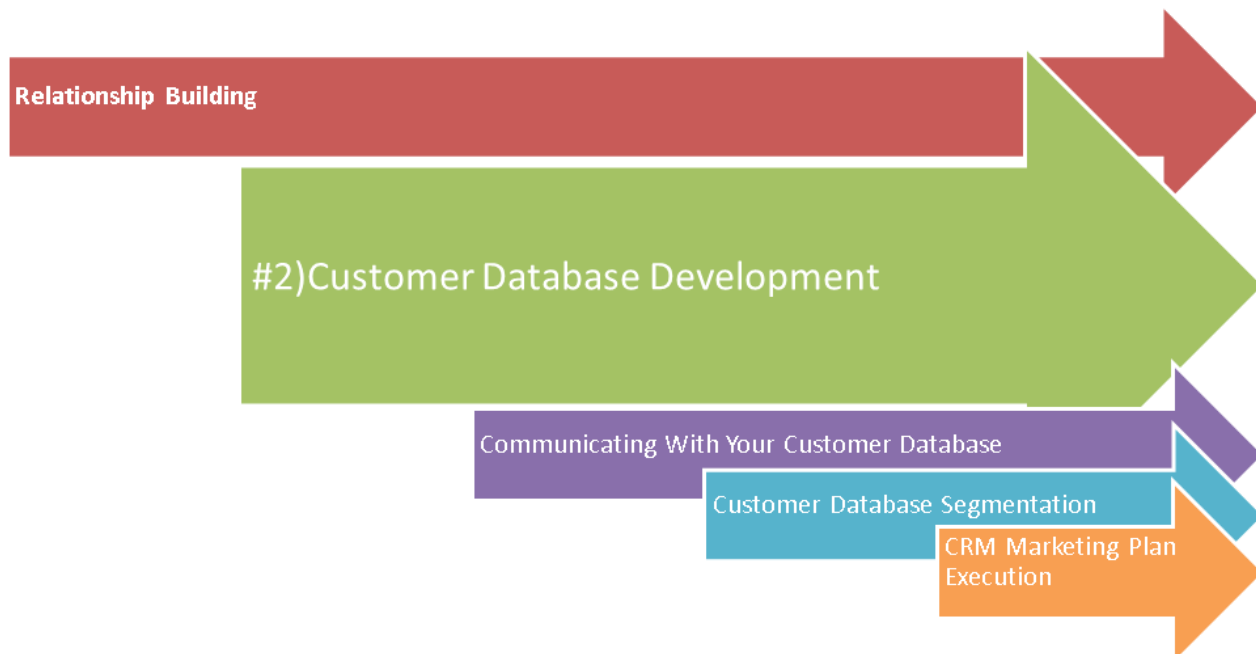 Relationship Building
#2)Customer Database Development
Communicating With Your Customer Database
Customer Database Segmentation
CRM Marketing Plan
Execution